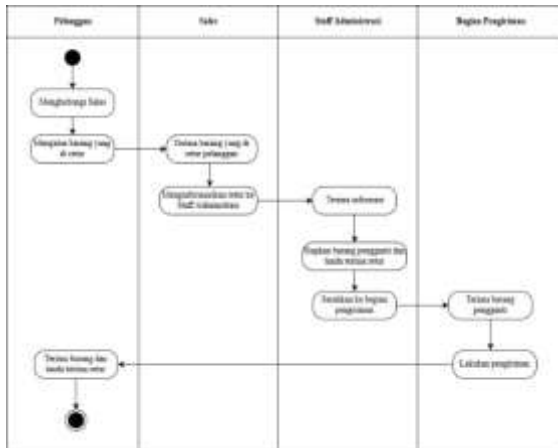 Pelanggan
Sales
Staff Administrasi
Bagian Pengiriman
Menghubungi Sales
Menyerahkan barang yang
di retur
Terima barang yang di
retur pelanggan
Menginformasikan retur ke
Staff Administrasi
Terima informasi
Siapkan barang pengganti dan
tanda terima retur
Serahkan ke bagian
pengiriman
Terima barang
pengganti
Lakukan pengiriman
Terima barang dan
tanda terima retur